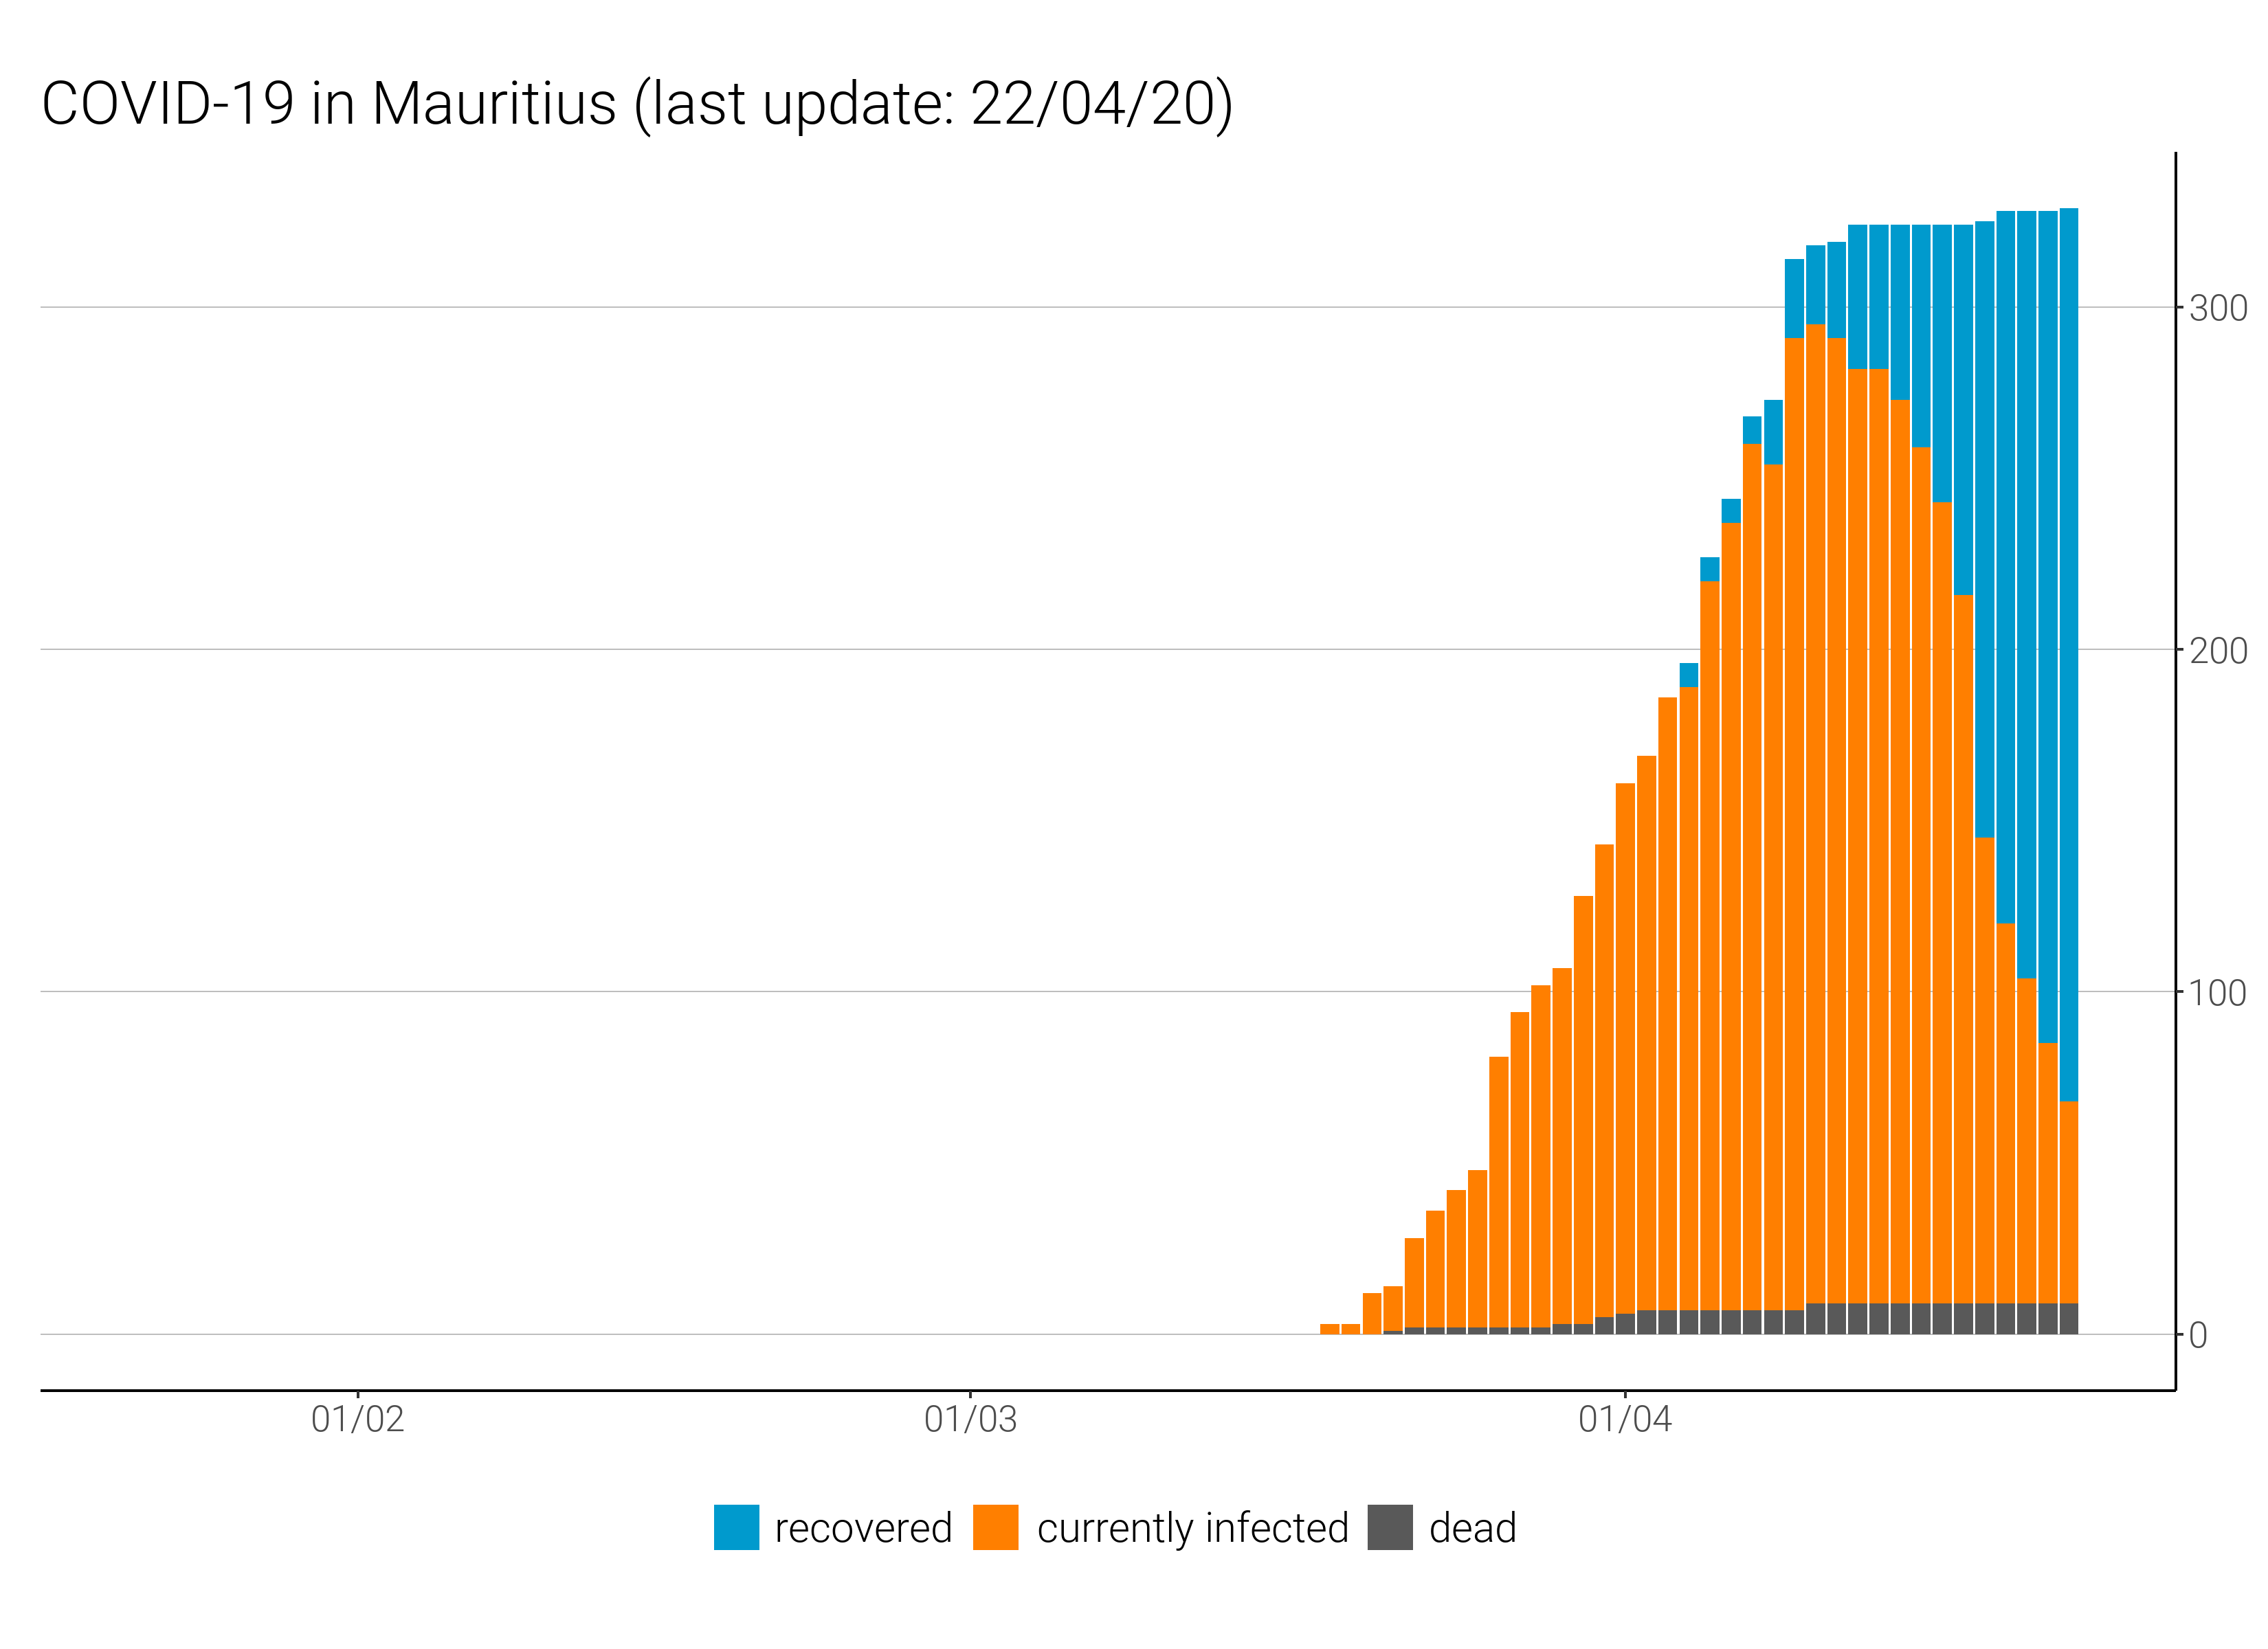 COVID-19 in Mauritius (last update: 22/04/20)
300
200
100
0
01/02 01/03 01/04
recovered currently infected dead